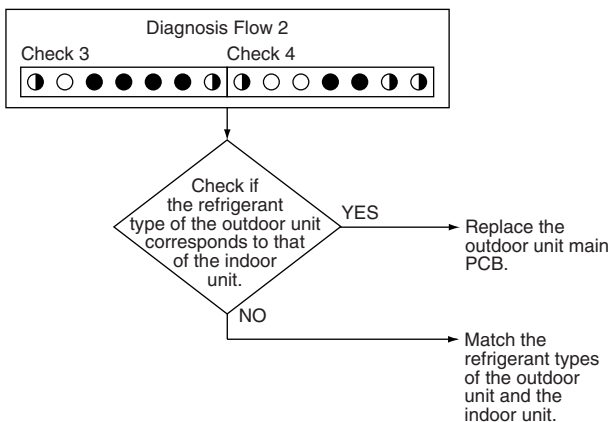 Diagnosis Flow 2
Check 3 Check 4
Check if
the refrigerant
type of the outdoor unit
corresponds to that
of the indoor
unit.
YES
Replace the
outdoor unit main
PCB.
NO
Match the
refrigerant types
of the outdoor
unit and the
indoor unit.